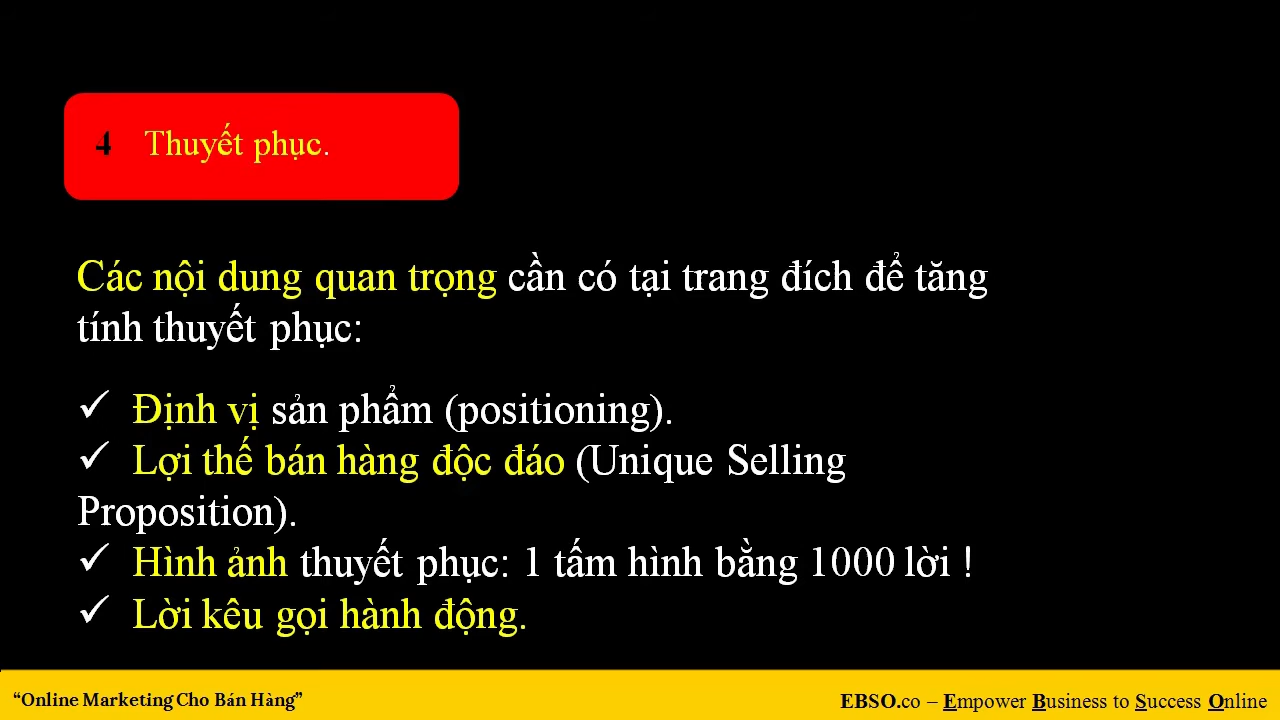 4 Thuyết phục.
Các nội dung quan trọng cần có tại trang đích để tăng
tính thuyết phục:
✓ Định vị sản phẩm (positioning).
✓ Lợi thế bán hàng độc đáo (Unique Selling
Proposition).
✓ Hình ảnh thuyết phục: 1 tấm hình bằng 1000 lời !
✓ Lời kêu gọi hành động.
“Online Marketing Cho Bán Hàng”
EBSO.co – Empower Business to Success Online